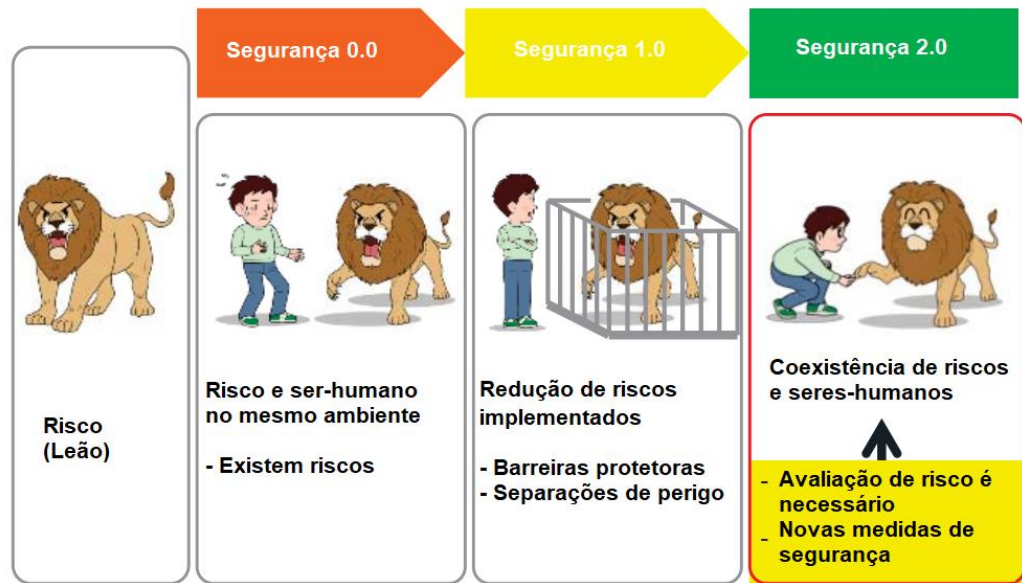 Segurança 0.0
Segurança 1.0
Segurança 2.0
Risco
(Leão)
Risco e ser-humano
no mesmo ambiente
- Existem riscos
Redução de riscos
implementados
- Barreiras protetoras
- Separações de perigo
Coexistência de riscos
e seres-humanos
- Avaliação de risco é
necessário
- Novas medidas de
segurança